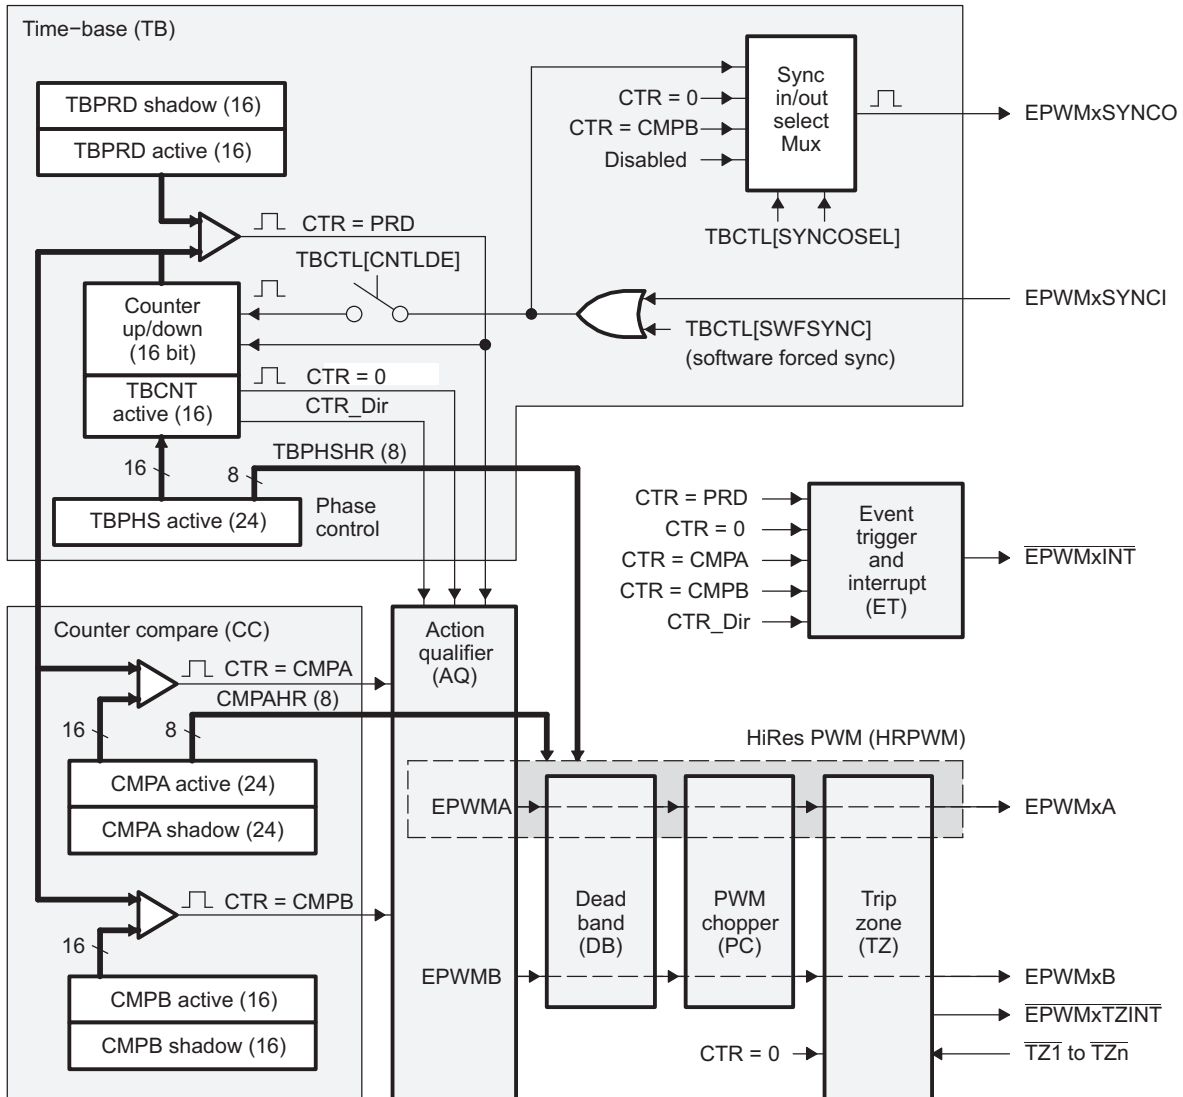 Time−base (TB)
TBPRD shadow (16)
TBPRD active (16)
CTR = PRD
TBCTL[CNTLDE]
Counter
up/down
(16 bit)
TBCNT
active (16)
CTR = 0
CTR_Dir
16
8
TBPHSHR (8)
TBPHS active (24)
Phase
control
CTR = 0
CTR = CMPB
Disabled
Sync
in/out
select
Mux
TBCTL[SYNCOSEL]
EPWMxSYNCO
EPWMxSYNCI
TBCTL[SWFSYNC]
(software forced sync)
CTR = PRD
CTR = 0
CTR = CMPA
CTR = CMPB
CTR_Dir
Event
trigger
and
interrupt
(ET)
EPWMxINT
Counter compare (CC)
CTR = CMPA
CMPAHR (8)
16
8
CMPA active (24)
CMPA shadow (24)
CTR = CMPB
16
CMPB active (16)
CMPB shadow (16)
Action
qualifier
(AQ)
HiRes PWM (HRPWM)
EPWMA
EPWMB
Dead
band
(DB)
PWM
chopper
(PC)
Trip
zone
(TZ)
CTR = 0
EPWMxA
EPWMxB
EPWMxTZINT
TZ1 to TZn